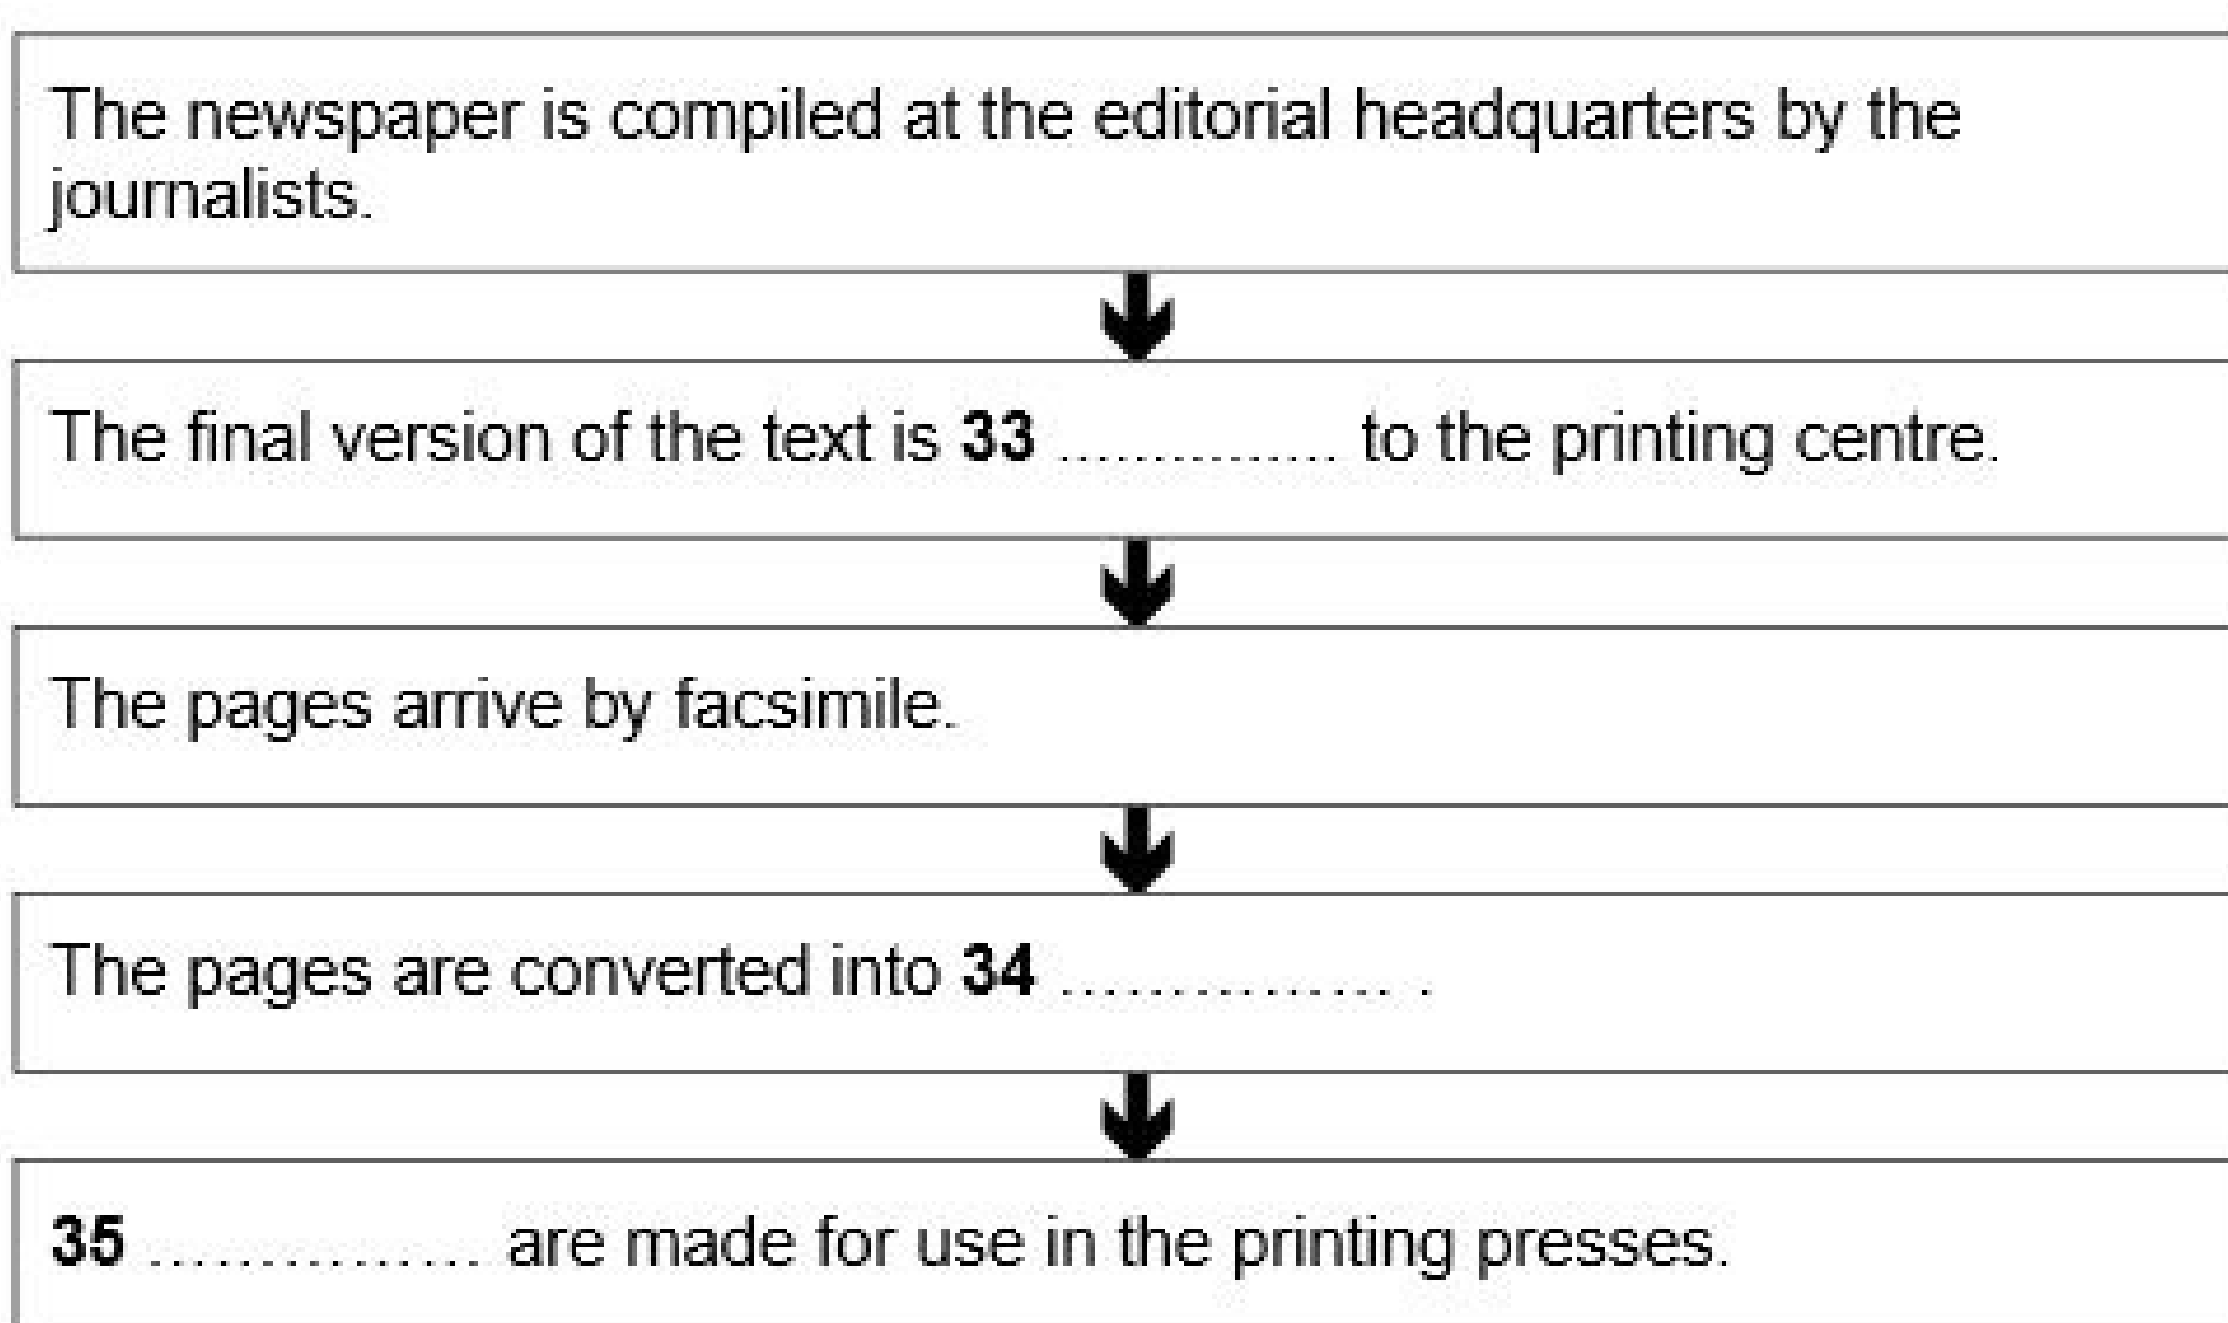 The newspaper is compiled at the editorial headquarters by the
journalists.
The final version of the text is 33 .............. to the printing centre.
The pages arrive by facsimile.
The pages are converted into 34 ............... .
35 ............... are made for use in the printing presses.